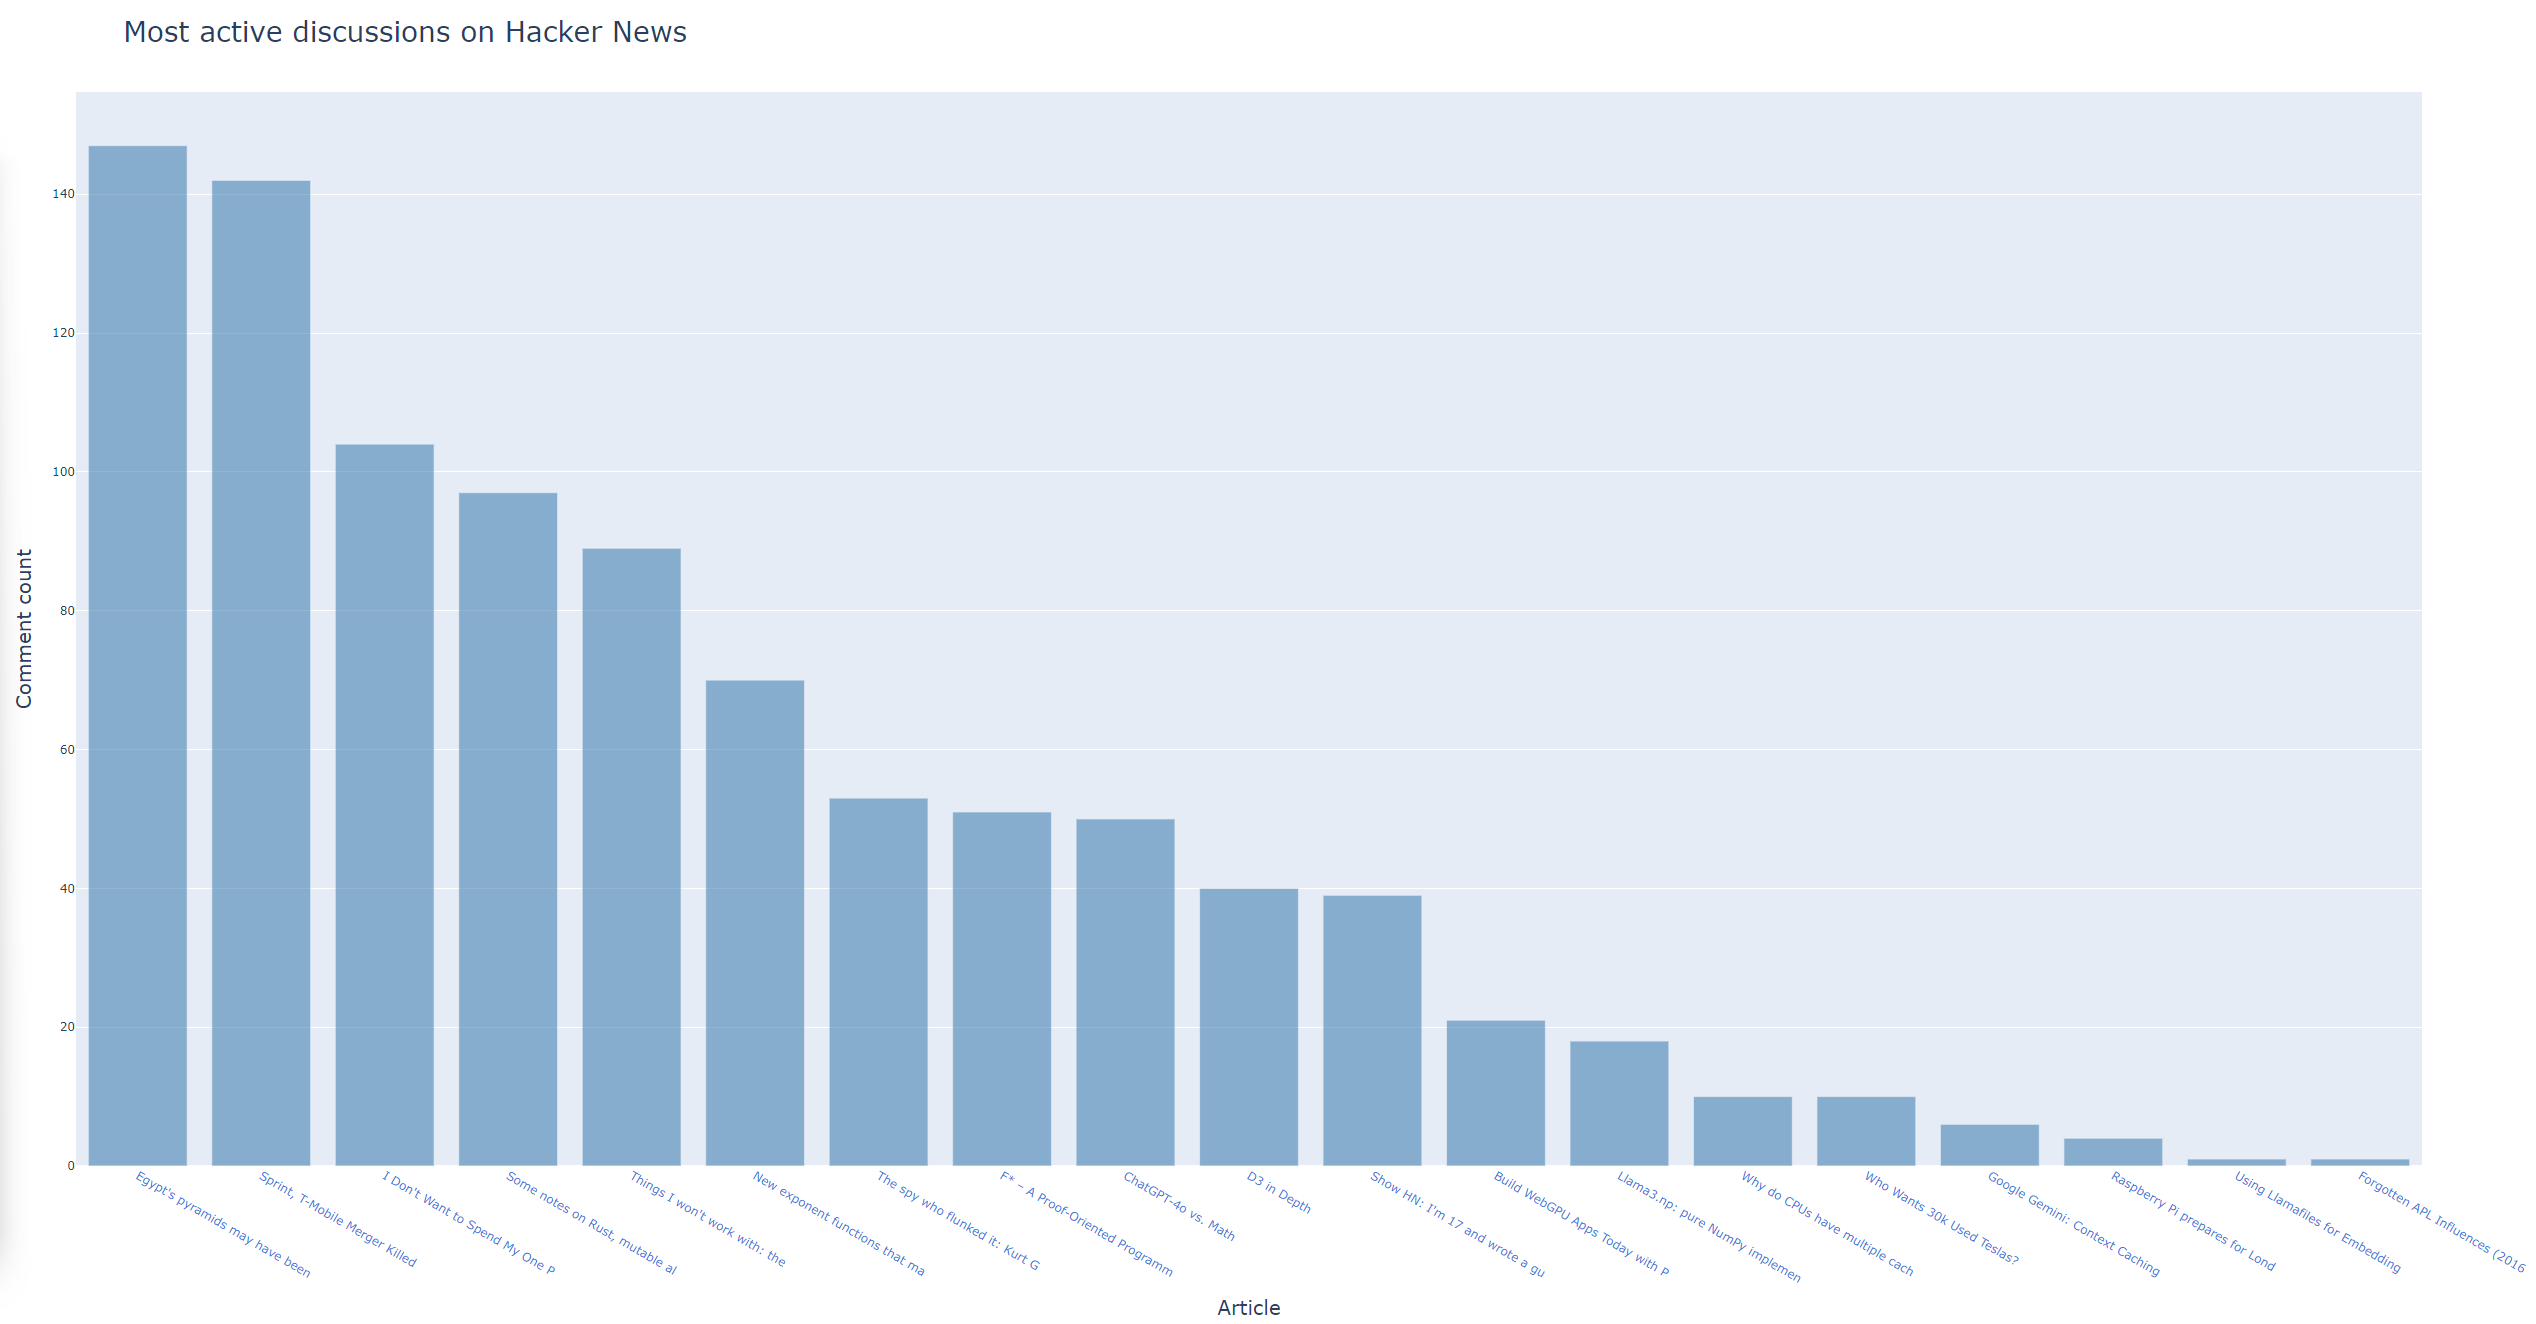 Most active discussions on Hacker News
140
120
100
80
60
40
20
0
Comment count
Egypt's pyramids may have been
Sprint, T-Mobile Merger Killed
I Don't Want to Spend My One P
Some notes on Rust, mutable al
Things I won't work with: the
New exponent functions that ma
The spy who flunked it: Kurt G
F* – A Proof-Oriented Programm
ChatGPT-4o vs. Math
D3 in Depth
Show HN: I'm 17 and wrote a gu
Build WebGPU Apps Today with P
Llama3.np: pure NumPy implemen
Why do CPUs have multiple cach
Who Wants 30k Used Teslas?
Google Gemini: Context Caching
Raspberry Pi prepares for Lond
Using Llamafiles for Embedding
Forgotten APL Influences (2016
Article